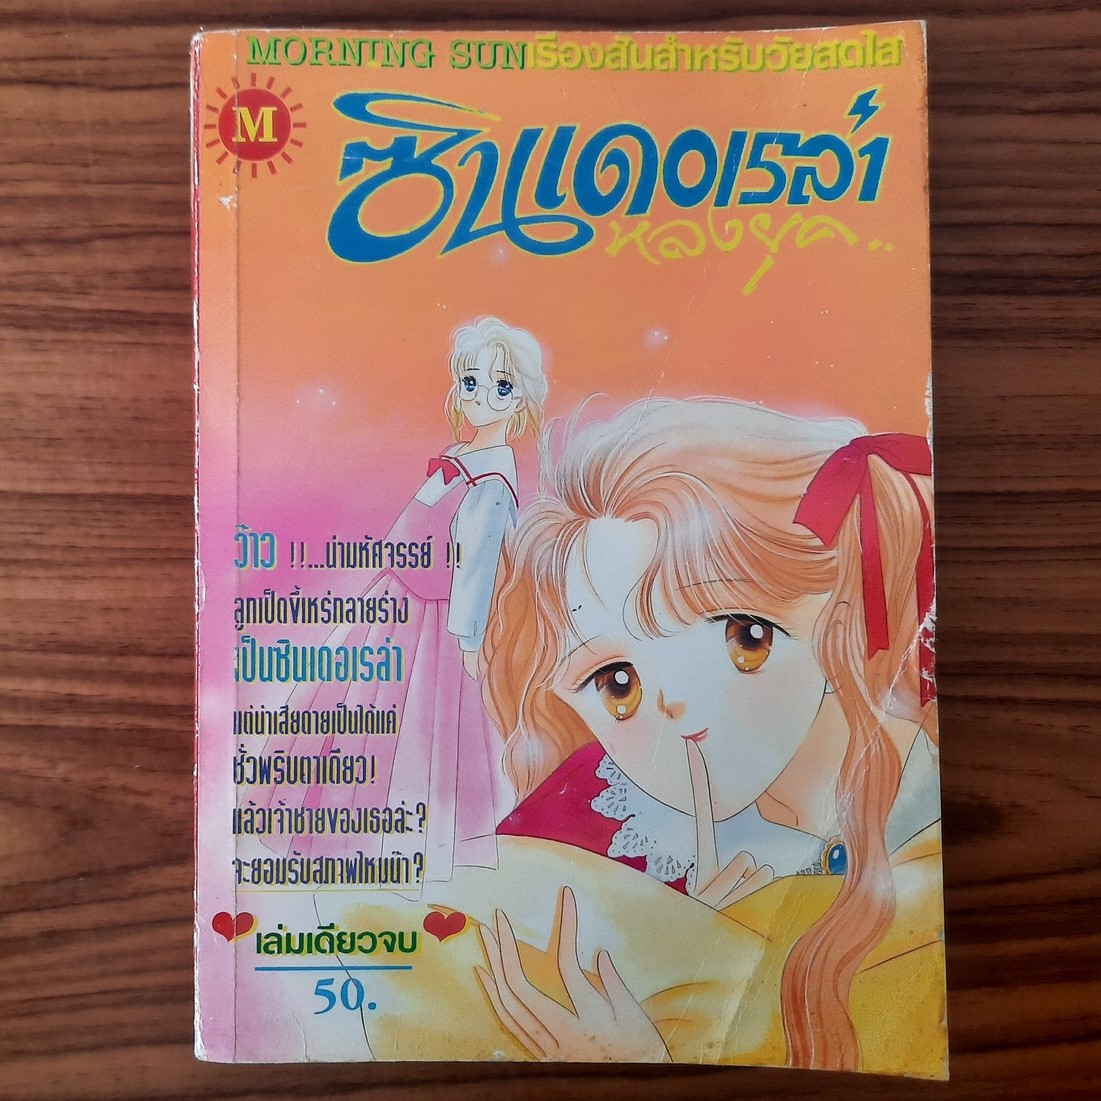 MORNING SUNเรื่องสั้นสำหรับวัยสดใส
M
ซินเดอเรล่า
หลงยุค..
ว๊าว !!...น่ามหัศจรรย์ !!
ลูกเป็ดขี้เหร่กลายร่าง
เป็นซินเดอเรล่า
แต่น่าเสียดายเป็นได้แค่
ชั่วพริบตาเดียว!
แล้วเจ้าชายของเธอล่ะ?
จะยอมรับสภาพไหมน๊า?
เล่มเดียวจบ
50.